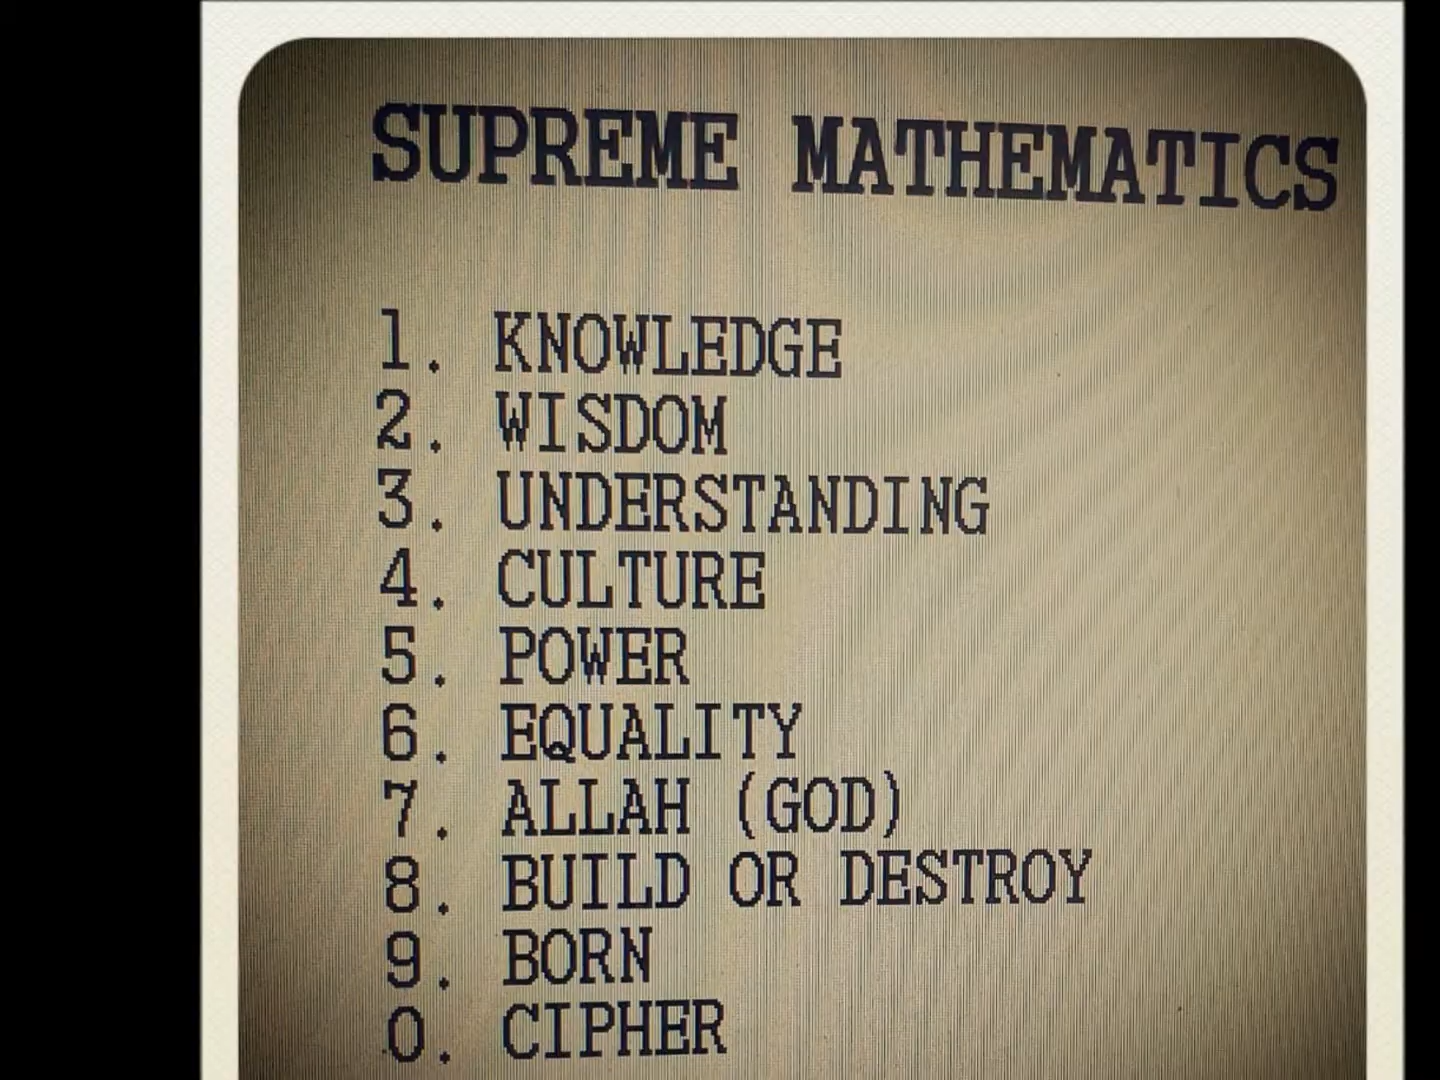 SUPREME MATHEMATICS
1. KNOWLEDGE
2. WISDOM
3. UNDERSTANDING
4. CULTURE
5. POWER
6. EQUALITY
7. ALLAH (GOD)
8. BUILD OR DESTROY
9. BORN
0. CIPHER